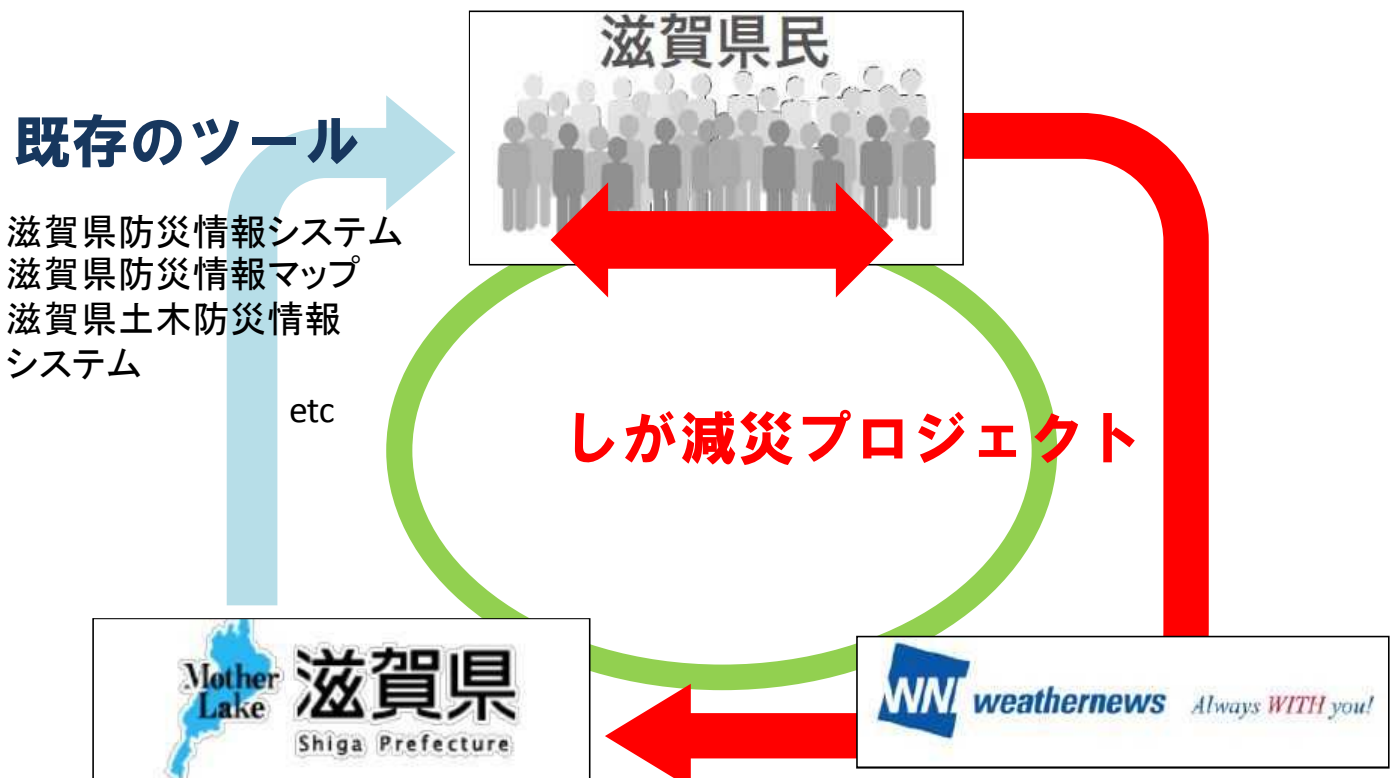 滋賀県民
既存のツール
滋賀県防災情報システム
滋賀県防災情報マップ
滋賀県土木防災情報
システム
etc
しが減災プロジェクト
Mother
Lake
滋賀県
Shiga Prefecture
WNI weathernews Always WITH you!